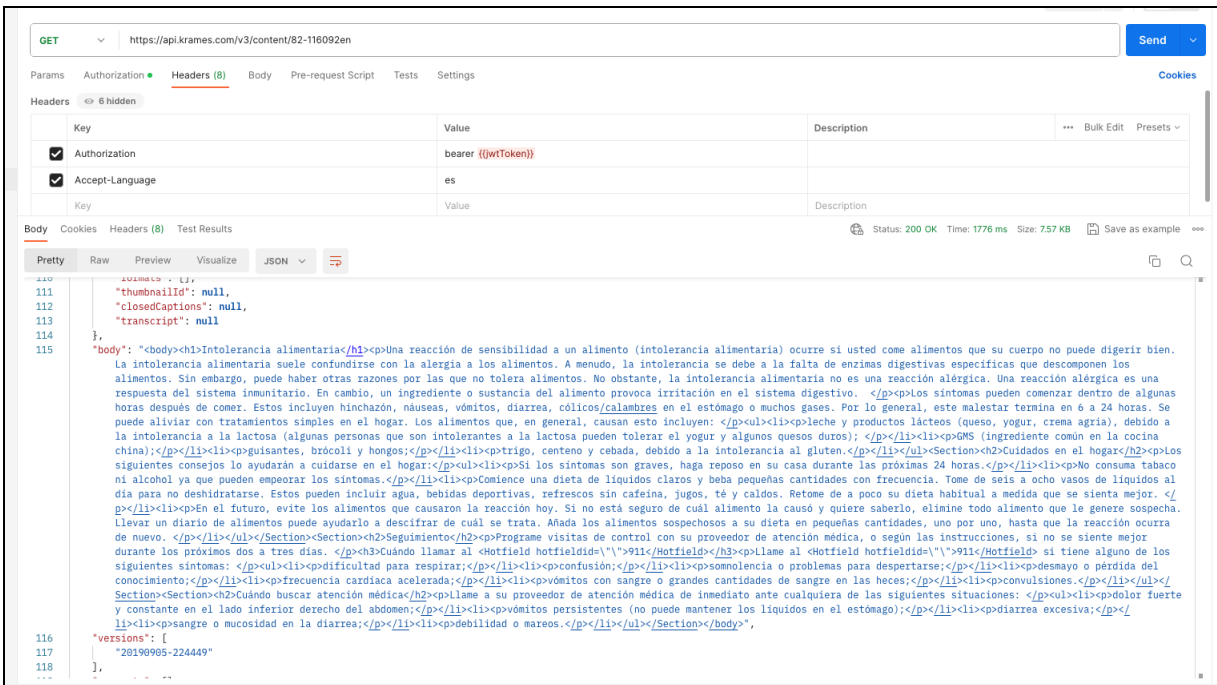 GET https://api.krames.com/v3/content/82-116092en Send
Params Authorization Headers (8) Body Pre-request Script Tests Settings Cookies
Headers 6 hidden
Key Value Description ••• Bulk Edit Presets
Authorization bearer {{jwtToken}}
Accept-Language es
Key Value Description
Body Cookies Headers (8) Test Results Status: 200 OK Time: 1776 ms Size: 7.57 KB Save as example
Pretty Raw Preview Visualize JSON
110 "formats": [],
111 "thumbnailId": null,
112 "closedCaptions": null,
113 "transcript": null
114 },
115 "body": "<body><h1>Intolerancia alimentaria</h1><p>Una reacción de sensibilidad a un alimento (intolerancia alimentaria) ocurre si usted come alimentos que su cuerpo no puede digerir bien.
La intolerancia alimentaria suele confundirse con la alergia a los alimentos. A menudo, la intolerancia se debe a la falta de enzimas digestivas específicas que descomponen los
alimentos. Sin embargo, puede haber otras razones por las que no tolera alimentos. No obstante, la intolerancia alimentaria no es una reacción alérgica. Una reacción alérgica es una
respuesta del sistema inmunitario. En cambio, un ingrediente o sustancia del alimento provoca irritación en el sistema digestivo. </p><p>Los síntomas pueden comenzar dentro de algunas
horas después de comer. Estos incluyen hinchazón, náuseas, vómitos, diarrea, cólicos/calambres en el estómago o muchos gases. Por lo general, este malestar termina en 6 a 24 horas. Se
puede aliviar con tratamientos simples en el hogar. Los alimentos que, en general, causan esto incluyen: </p><ul><li><p>leche y productos lácteos (queso, yogur, crema agria), debido a
la intolerancia a la lactosa (algunas personas que son intolerantes a la lactosa pueden tolerar el yogur y algunos quesos duros); </p></li><li><p>GMS (ingrediente común en la cocina
china);</p></li><li><p>guisantes, brócoli y hongos;</p></li><li><p>trigo, centeno y cebada, debido a la intolerancia al gluten.</p></li></ul><Section><h2>Cuidados en el hogar</h2><p>Los
siguientes consejos lo ayudarán a cuidarse en el hogar:</p><ul><li><p>Si los síntomas son graves, haga reposo en su casa durante las próximas 24 horas.</p></li><li><p>No consuma tabaco
ni alcohol ya que pueden empeorar los síntomas.</p></li><li><p>Comience una dieta de líquidos claros y beba pequeñas cantidades con frecuencia. Tome de seis a ocho vasos de líquidos al
día para no deshidratarse. Estos pueden incluir agua, bebidas deportivas, refrescos sin cafeína, jugos, té y caldos. Retome de a poco su dieta habitual a medida que se sienta mejor. </
p></li><li><p>En el futuro, evite los alimentos que causaron la reacción hoy. Si no está seguro de cuál alimento la causó y quiere saberlo, elimine todo alimento que le genere sospecha.
Llevar un diario de alimentos puede ayudarlo a descifrar de cuál se trata. Añada los alimentos sospechosos a su dieta en pequeñas cantidades, uno por uno, hasta que la reacción ocurra
de nuevo. </p></li></ul></Section><Section><h2>Seguimiento</h2><p>Programe visitas de control con su proveedor de atención médica, o según las instrucciones, si no se siente mejor
durante los próximos dos a tres días. </p><h3>Cuándo llamar al <Hotfield hotfieldid=\"\">911</Hotfield></h3><p>Llame al <Hotfield hotfieldid=\"\">911</Hotfield> si tiene alguno de los
siguientes síntomas: </p><ul><li><p>dificultad para respirar;</p></li><li><p>confusión;</p></li><li><p>somnolencia o problemas para despertarse;</p></li><li><p>desmayo o pérdida del
conocimiento;</p></li><li><p>frecuencia cardíaca acelerada;</p></li><li><p>vómitos con sangre o grandes cantidades de sangre en las heces;</p></li><li><p>convulsiones.</p></li></ul></
Section><Section><h2>Cuándo buscar atención médica</h2><p>Llame a su proveedor de atención médica de inmediato ante cualquiera de las siguientes situaciones: </p><ul><li><p>dolor fuerte
y constante en el lado inferior derecho del abdomen;</p></li><li><p>vómitos persistentes (no puede mantener los líquidos en el estómago);</p></li><li><p>diarrea excesiva;</p></
li><li><p>sangre o mucosidad en la diarrea;</p></li><li><p>debilidad o mareos.</p></li></ul></Section></body>",
116 "versions": [
117 "20190905-224449"
118 ],